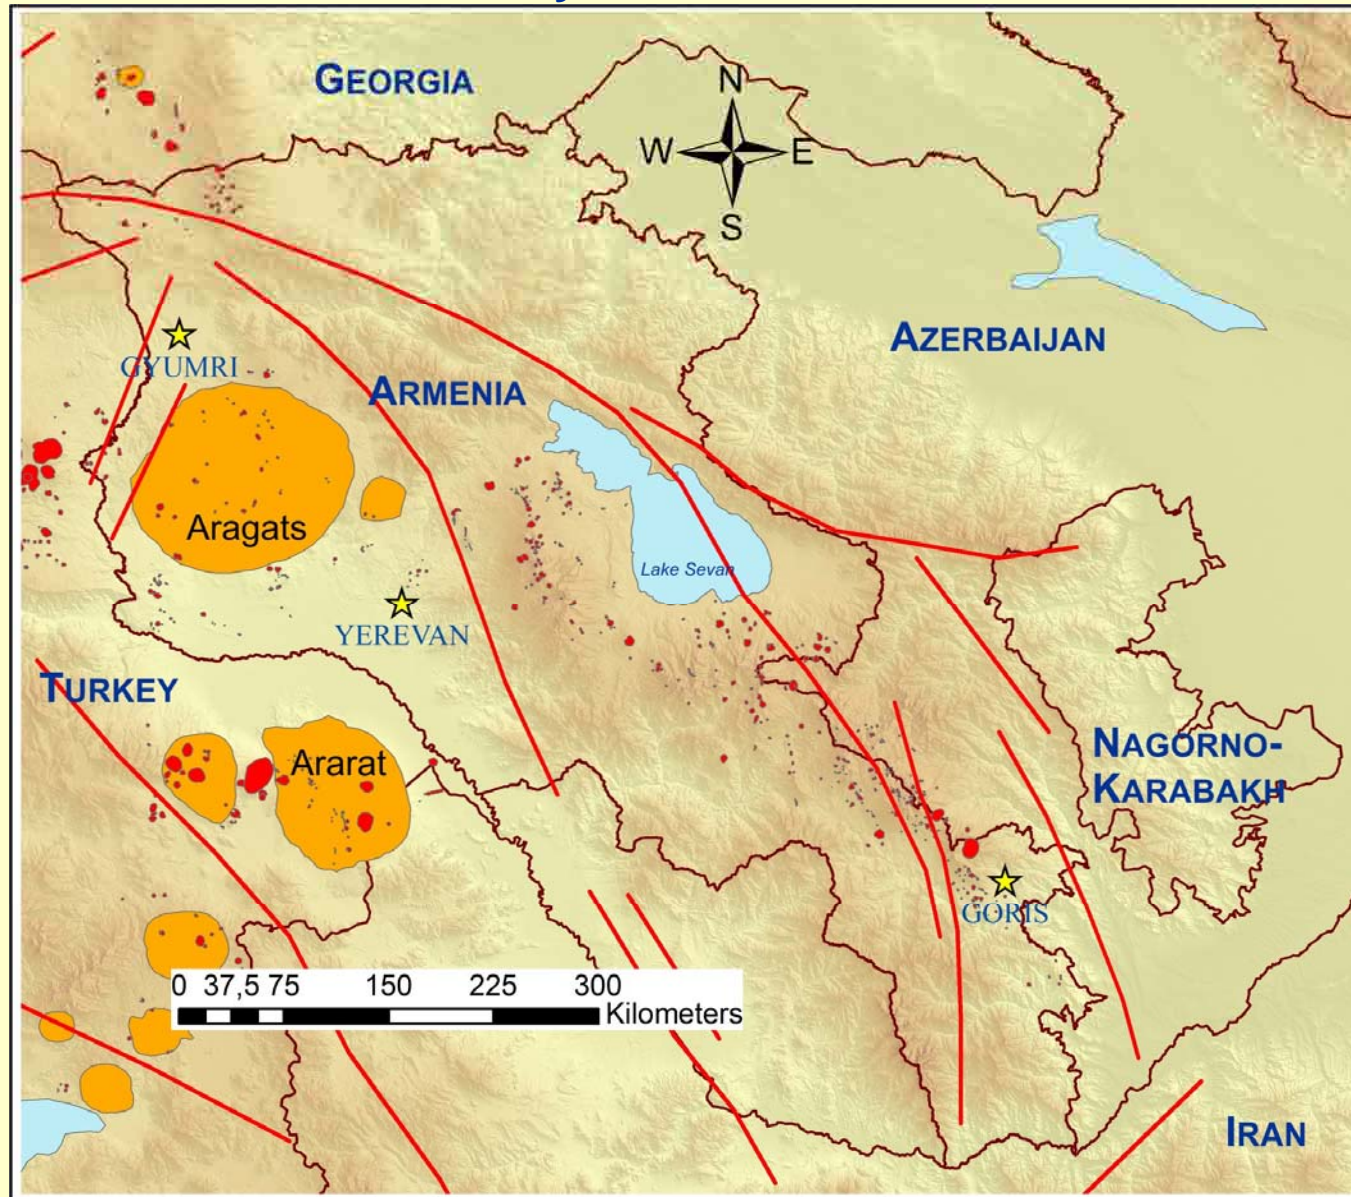 GEORGIA
N
W E
S
AZERBAIJAN
GYUMRI
ARMENIA
Aragats
Lake Sevan
YEREVAN
TURKEY
Ararat
NAGORNO-
KARABAKH
GORIS
0 37,5 75 150 225 300
Kilometers
IRAN